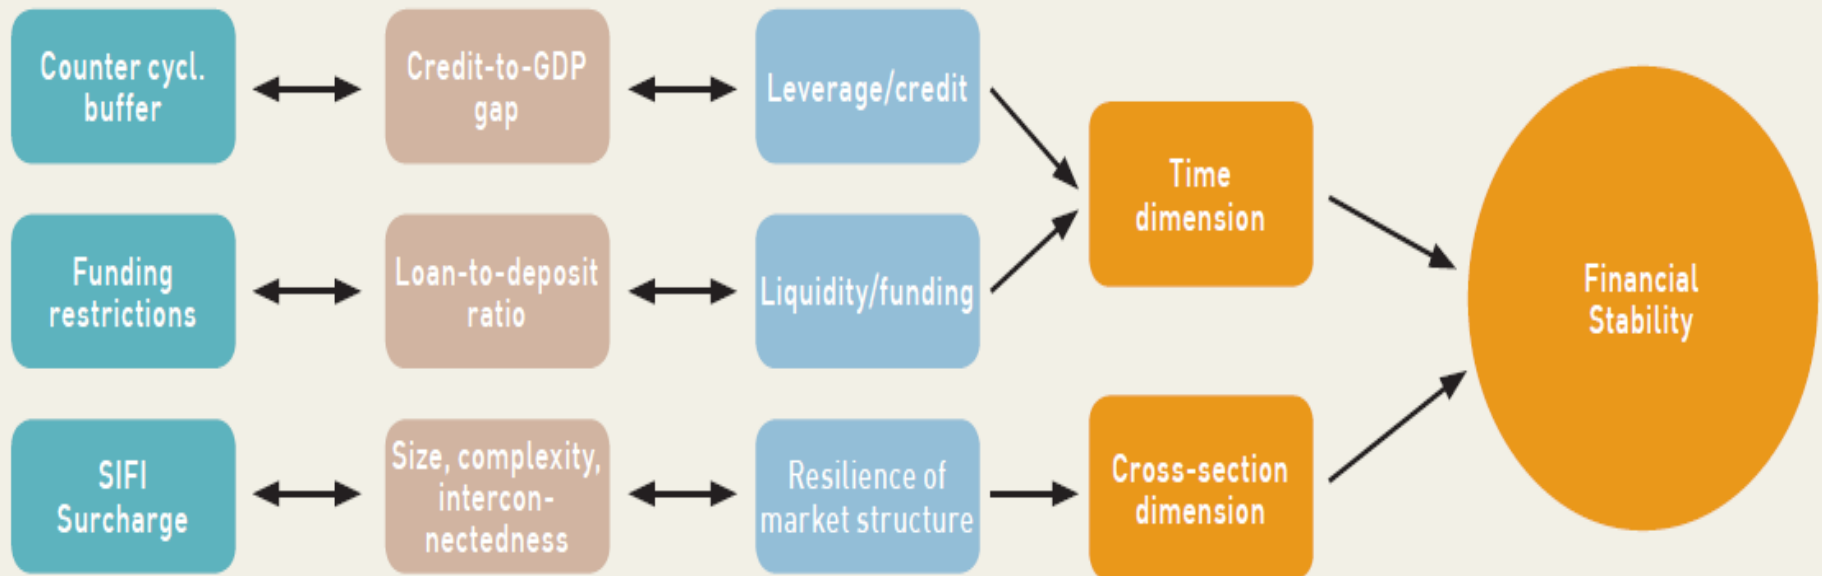 Counter cycl.
buffer
Credit-to-GDP
gap
Leverage/credit
Time
dimension
Funding
restrictions
Loan-to-deposit
ratio
Liquidity/funding
Financial
Stability
SIFI
Surcharge
Size, complexity,
intercon-
nectedness
Resilience of
market structure
Cross-section
dimension